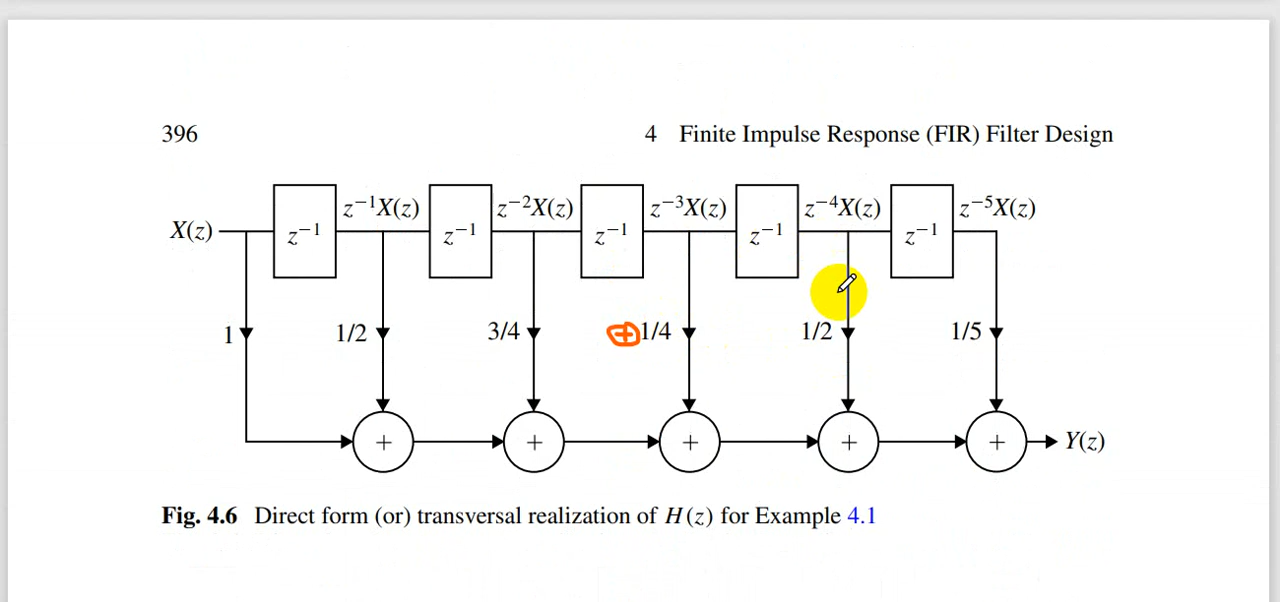 396
4 Finite Impulse Response (FIR) Filter Design
z⁻¹X(z) z⁻²X(z) z⁻³X(z) z⁻⁴X(z) z⁻⁵X(z)
X(z) z⁻¹ z⁻¹ z⁻¹ z⁻¹ z⁻¹
1 1/2 3/4 +1/4 1/2 1/5
+ + + + + Y(z)
Fig. 4.6 Direct form (or) transversal realization of H(z) for Example 4.1